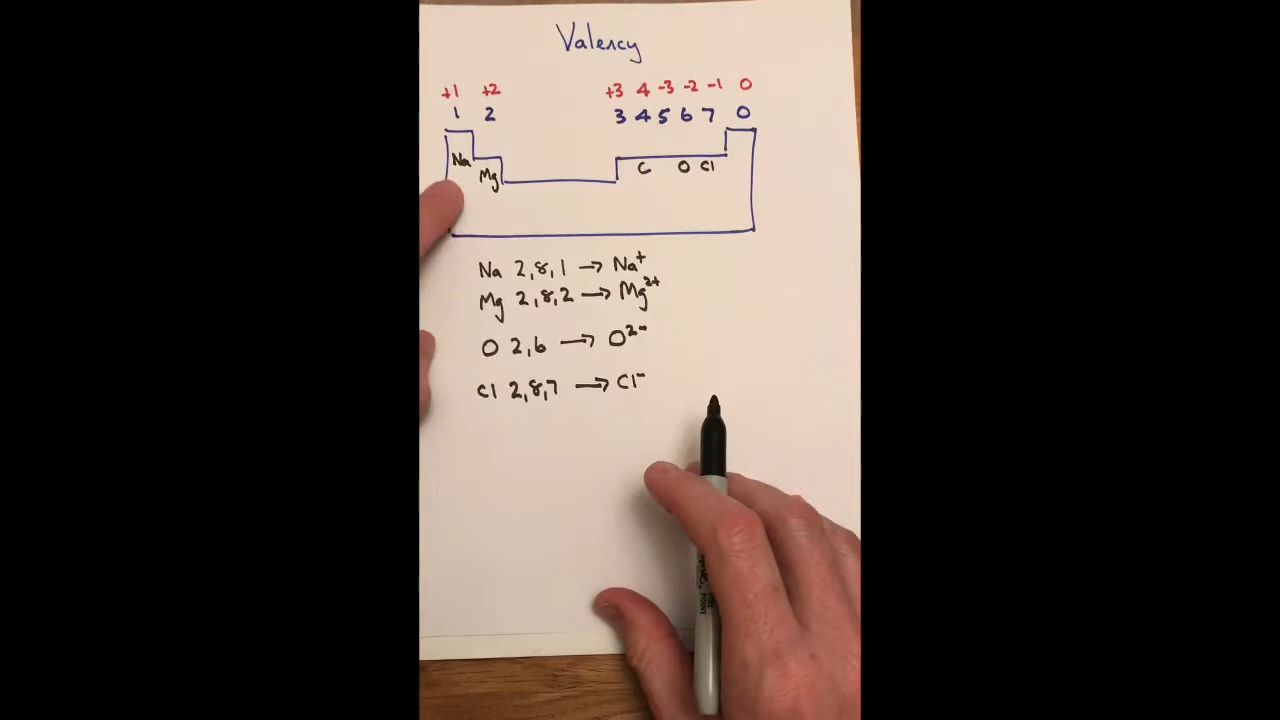 Valency
+1 +2 +3 4 -3 -2 -1 0
1 2 3 4 5 6 7 0
Na Mg C O Cl
Na 2,8,1 → Na⁺
Mg 2,8,2 → Mg²⁺
O 2,6 → O²⁻
Cl 2,8,7 → Cl⁻
POINT